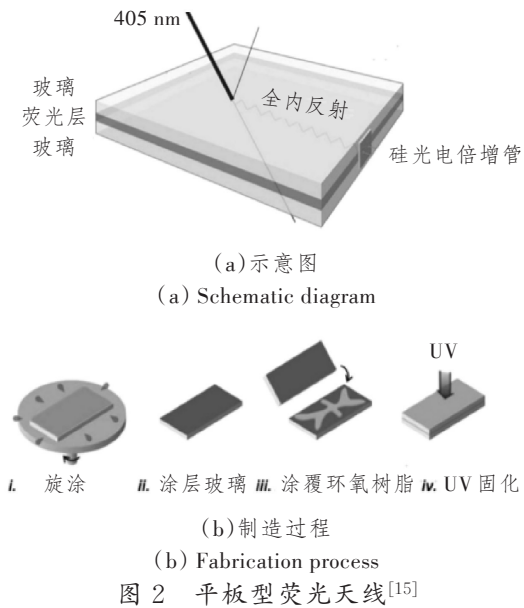 405 nm
玻璃
荧光层
玻璃
全内反射
硅光电倍增管
(a)示意图
(a) Schematic diagram
UV
i. 旋涂 ii. 涂层玻璃 iii. 涂覆环氧树脂 iv. UV 固化
(b)制造过程
(b) Fabrication process
图 2 平板型荧光天线[15]